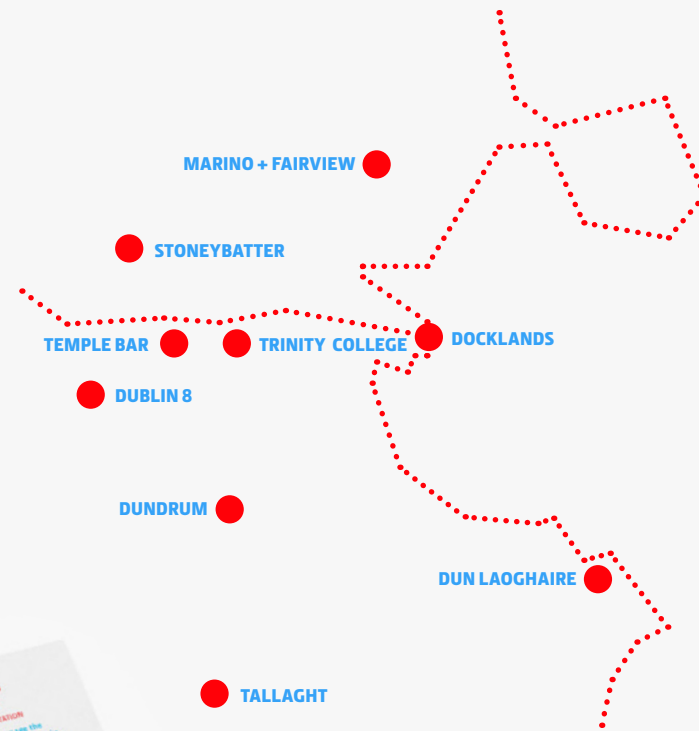 MARINO + FAIRVIEW
STONEYBATTER
TEMPLE BAR
TRINITY COLLEGE
DOCKLANDS
DUBLIN 8
DUNDRUM
DUN LAOGHAIRE
TALLAGHT